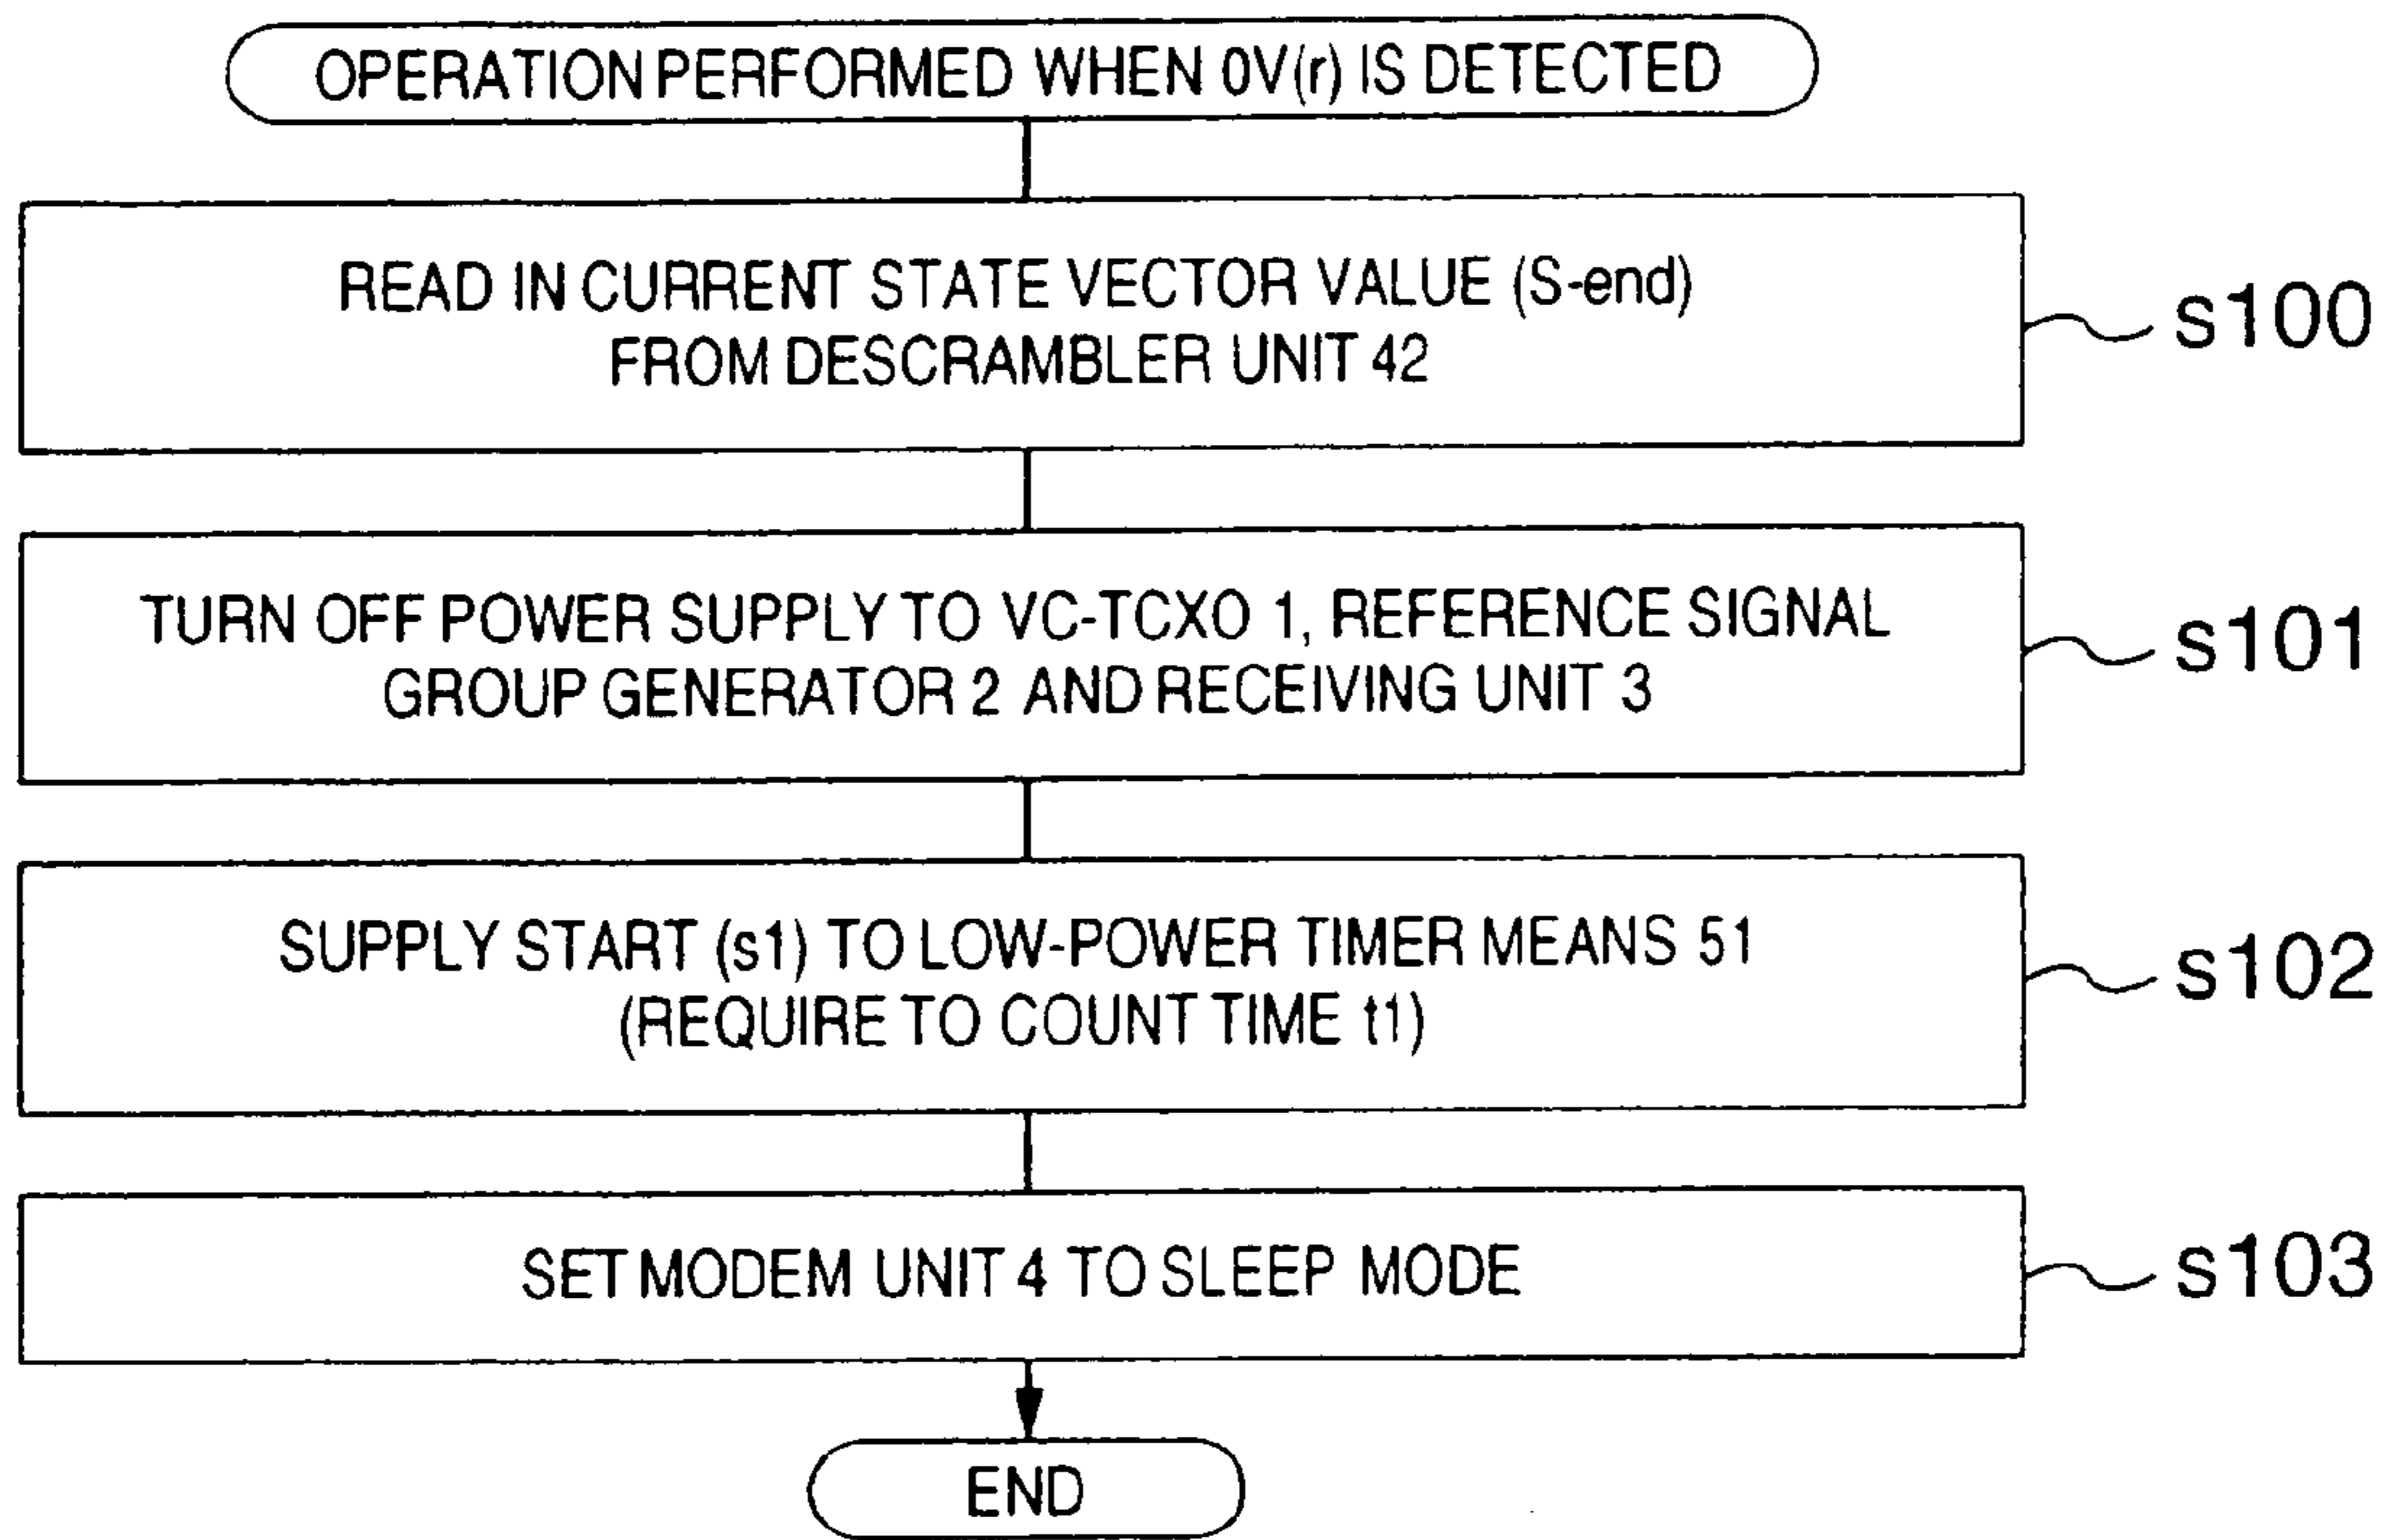 OPERATION PERFORMED WHEN 0V(r) IS DETECTED
READ IN CURRENT STATE VECTOR VALUE (S-end)
FROM DESCRAMBLER UNIT 42
s100
TURN OFF POWER SUPPLY TO VC-TCXO 1, REFERENCE SIGNAL
GROUP GENERATOR 2 AND RECEIVING UNIT 3
s101
SUPPLY START (s1) TO LOW-POWER TIMER MEANS 51
(REQUIRE TO COUNT TIME t1)
s102
SET MODEM UNIT 4 TO SLEEP MODE
s103
END